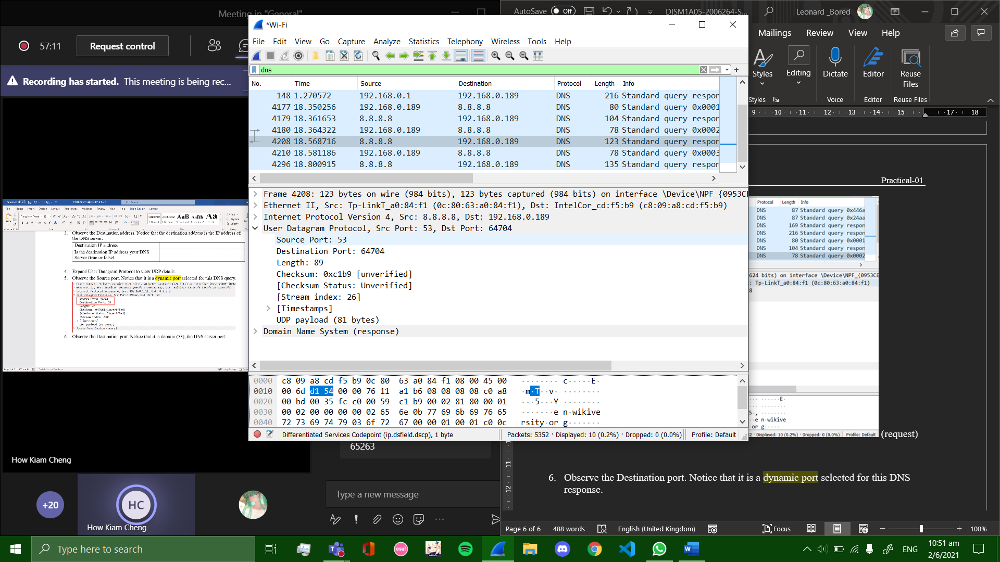 Meeting in "General"
57:11
Request control
Recording has started. This meeting is being rec...
3. Observe the Destination address. Notice that the destination address is the IP address of
the DNS server.
Destination IP address
Is the destination IP address your DNS
Server (true or false)
4. Expand User Datagram Protocol to view UDP details.
5. Observe the Source port. Notice that it is a dynamic port selected for this DNS query.
6. Observe the Destination port. Notice that it is domain (53), the DNS server port.
How Kiam Cheng
+20
HC
How Kiam Cheng
65263
Type a new message
*Wi-Fi
File Edit View Go Capture Analyze Statistics Telephony Wireless Tools Help
dns
No. Time Source Destination Protocol Length Info
148 1.270572 192.168.0.1 192.168.0.189 DNS 216 Standard query respon
4177 18.350256 192.168.0.189 8.8.8.8 DNS 80 Standard query 0x0001
4179 18.361653 8.8.8.8 192.168.0.189 DNS 104 Standard query respon
4180 18.364322 192.168.0.189 8.8.8.8 DNS 78 Standard query 0x0002
4208 18.568716 8.8.8.8 192.168.0.189 DNS 123 Standard query respon
4210 18.581186 192.168.0.189 8.8.8.8 DNS 78 Standard query 0x0003
4296 18.800915 8.8.8.8 192.168.0.189 DNS 135 Standard query respon
Frame 4208: 123 bytes on wire (984 bits), 123 bytes captured (984 bits) on interface \Device\NPF_{0953CE
Ethernet II, Src: Tp-LinkT_a0:84:f1 (0c:80:63:a0:84:f1), Dst: IntelCor_cd:f5:b9 (c8:09:a8:cd:f5:b9)
Internet Protocol Version 4, Src: 8.8.8.8, Dst: 192.168.0.189
User Datagram Protocol, Src Port: 53, Dst Port: 64704
Source Port: 53
Destination Port: 64704
Length: 89
Checksum: 0xc1b9 [unverified]
[Checksum Status: Unverified]
[Stream index: 26]
[Timestamps]
UDP payload (81 bytes)
Domain Name System (response)
0000 c8 09 a8 cd f5 b9 0c 80 63 a0 84 f1 08 00 45 00 ········ c·····E·
0010 00 6d d1 54 00 00 76 11 a1 b6 08 08 08 08 c0 a8 ·m·T··v· ········
0020 00 bd 00 35 fc c0 00 59 c1 b9 00 02 81 80 00 01 ···5···Y ········
0030 00 02 00 00 00 00 02 65 6e 0b 77 69 6b 69 76 65 ·······e n·wikive
0040 72 73 69 74 79 03 6f 72 67 00 00 01 00 01 c0 0c rsity·or g·······
Differentiated Services Codepoint (ip.dsfield.dscp), 1 byte Packets: 5352 · Displayed: 10 (0.2%) · Dropped: 0 (0.0%) Profile: Default
AutoSave Off DISM1A05-2006264-S... Leonard _Bored
Mailings Review View Help
Styles Editing Dictate Editor Reuse Files
Styles Voice Editor Reuse Files
9 10 11 12 13 14 15 17 18
Practical-01
Protocol Length Info
DNS 87 Standard query 0x446a
DNS 87 Standard query 0x24aa
DNS 169 Standard query respon
DNS 216 Standard query respon
DNS 80 Standard query 0x0001
DNS 104 Standard query respon
DNS 78 Standard query 0x0002
624 bits) on interface \Device\NPF_{0953CE
: Tp-LinkT_a0:84:f1 (0c:80:63:a0:84:f1)
8
e n·wikive
or g·····
Displayed: 10 (0.2%) · Dropped: 0 (0.0%) Profile: Default
(request)
11
12
6. Observe the Destination port. Notice that it is a dynamic port selected for this DNS
response.
Page 6 of 6 488 words English (United Kingdom) Focus 100%
Type here to search
osu!
ENG
10:51 am
2/6/2021